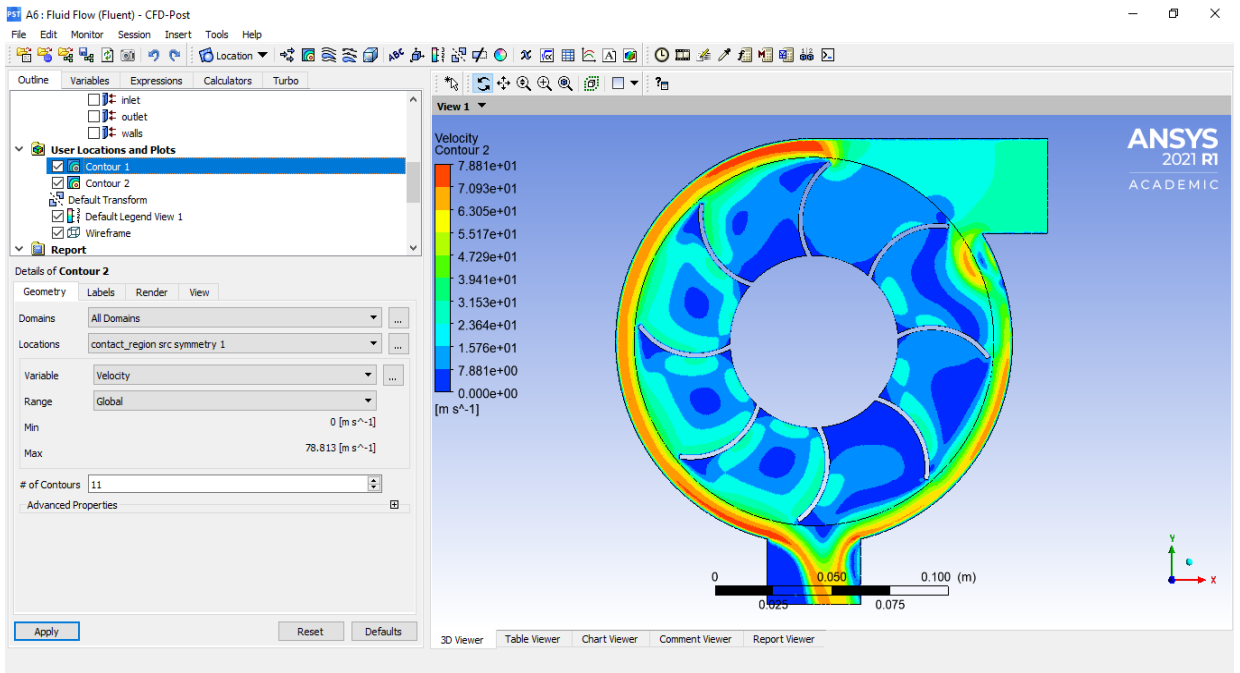 A6 : Fluid Flow (Fluent) - CFD-Post
File Edit Monitor Session Insert Tools Help
Location
Outline Variables Expressions Calculators Turbo
inlet
outlet
walls
User Locations and Plots
Contour 1
Contour 2
Default Transform
Default Legend View 1
Wireframe
Report
Details of Contour 2
Geometry Labels Render View
Domains All Domains ...
Locations contact_region src symmetry 1 ...
Variable Velocity ...
Range Global
Min 0 [m s^-1]
Max 78.813 [m s^-1]
# of Contours 11
Advanced Properties
Apply Reset Defaults
View 1
Velocity
Contour 2
7.881e+01
7.093e+01
6.305e+01
5.517e+01
4.729e+01
3.941e+01
3.153e+01
2.364e+01
1.576e+01
7.881e+00
0.000e+00
[m s^-1]
ANSYS
2021 R1
ACADEMIC
0 0.050 0.100 (m)
0.025 0.075
Y
X
3D Viewer Table Viewer Chart Viewer Comment Viewer Report Viewer